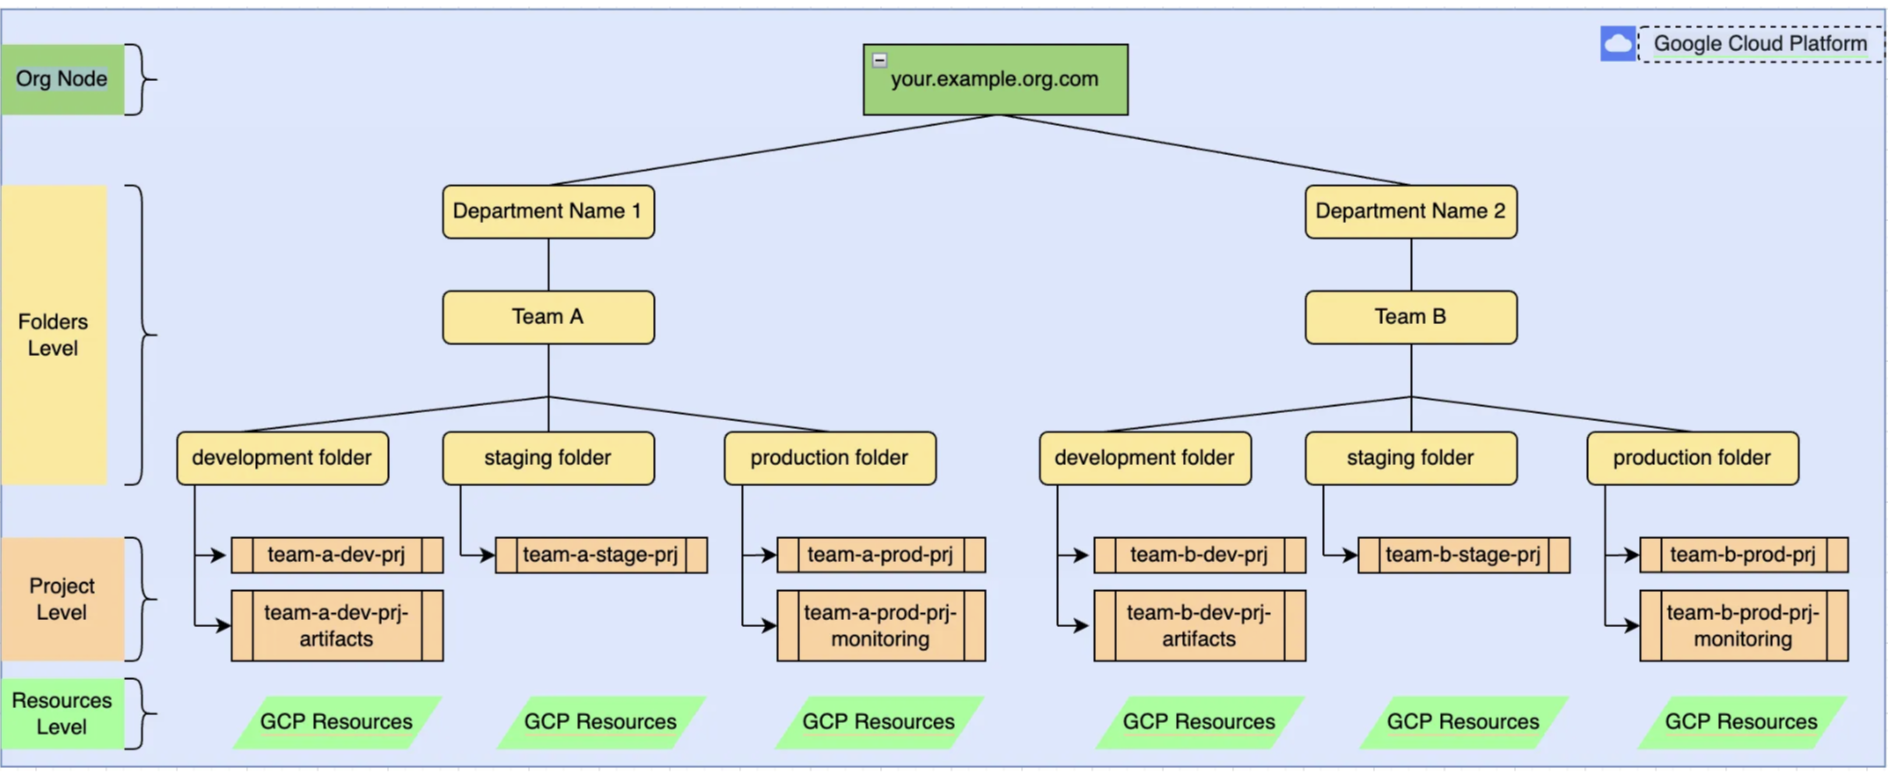 Google Cloud Platform
Org Node
your.example.org.com
Department Name 1
Department Name 2
Folders
Level
Team A
Team B
development folder
staging folder
production folder
development folder
staging folder
production folder
Project
Level
team-a-dev-prj
team-a-stage-prj
team-a-prod-prj
team-b-dev-prj
team-b-stage-prj
team-b-prod-prj
team-a-dev-prj-
artifacts
team-a-prod-prj-
monitoring
team-b-dev-prj-
artifacts
team-b-prod-prj-
monitoring
Resources
Level
GCP Resources
GCP Resources
GCP Resources
GCP Resources
GCP Resources
GCP Resources